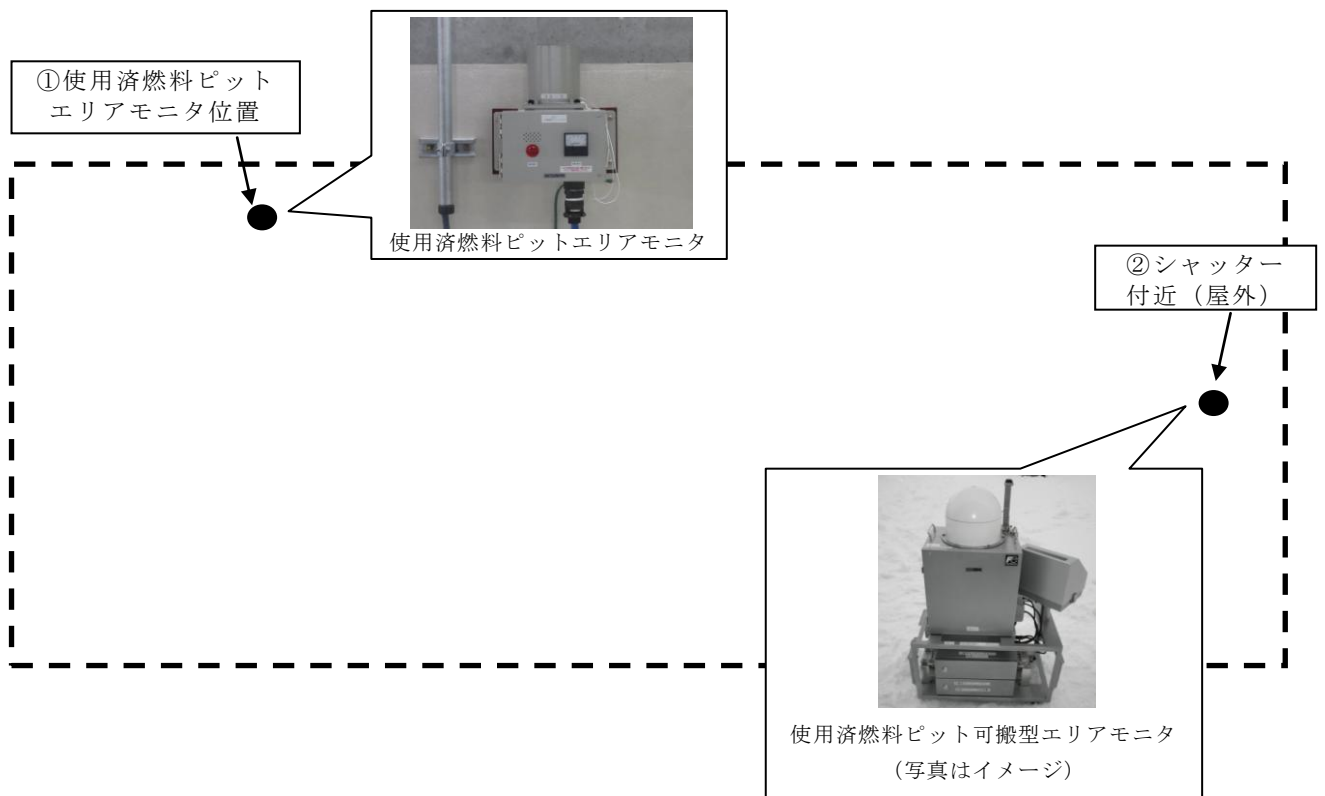 ①使用済燃料ピット
エリアモニタ位置
使用済燃料ピットエリアモニタ
②シャッター
付近（屋外）
使用済燃料ピット可搬型エリアモニタ
（写真はイメージ）